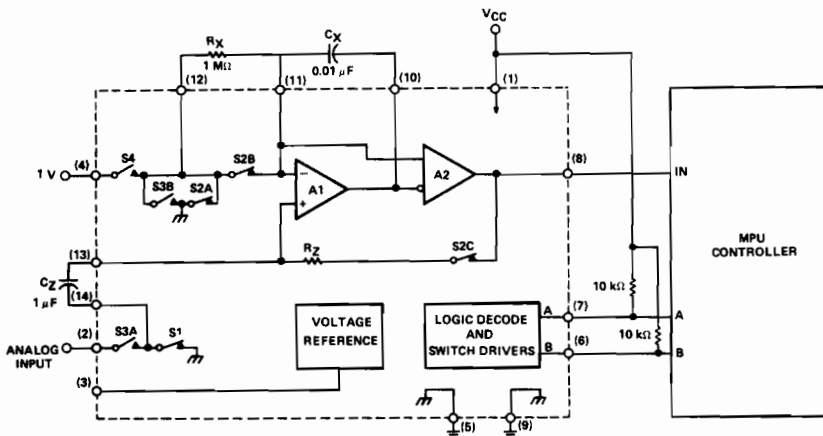 VCC
RX
1 MΩ
CX
0.01 µF
(12)
(11)
(10)
(1)
1 V
(4)
S4
S3B
S2A
S2B
A1
A2
(8)
IN
MPU
CONTROLLER
(13)
RZ
S2C
CZ
1 µF
(14)
(2)
ANALOG
INPUT
S3A
S1
(3)
VOLTAGE
REFERENCE
LOGIC DECODE
AND
SWITCH DRIVERS
A
B
(7)
(6)
10 kΩ
10 kΩ
A
B
(5)
(9)